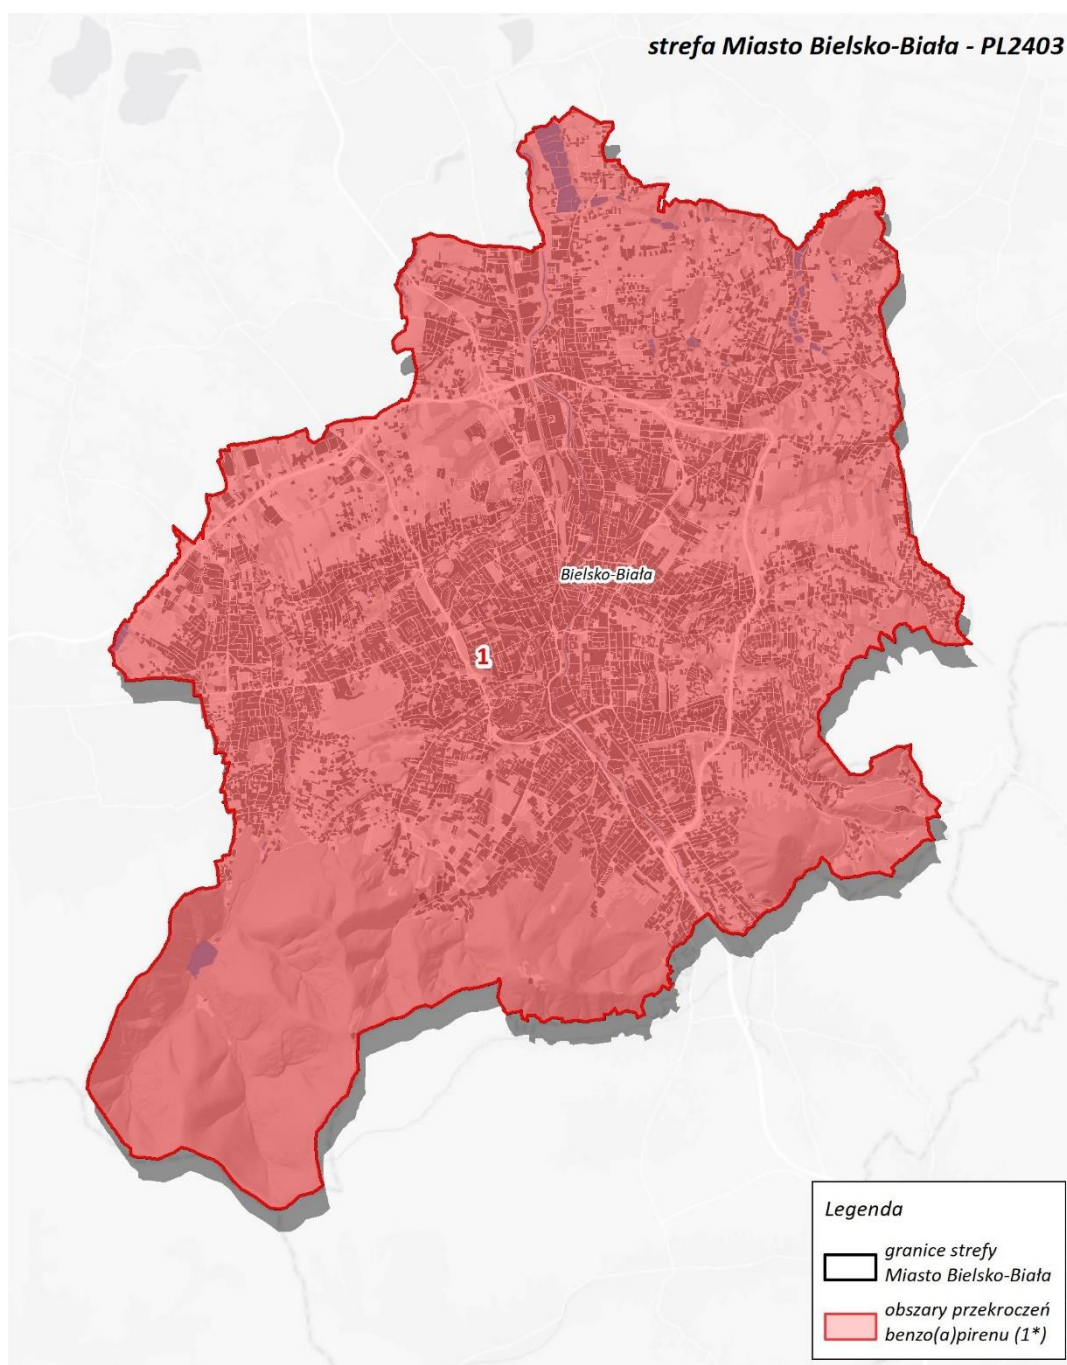 strefa Miasto Bielsko-Biała - PL2403
Bielsko-Biała
1
Legenda
granice strefy
Miasto Bielsko-Biała
obszary przekroczeń
benzo(a)pirenu (1*)